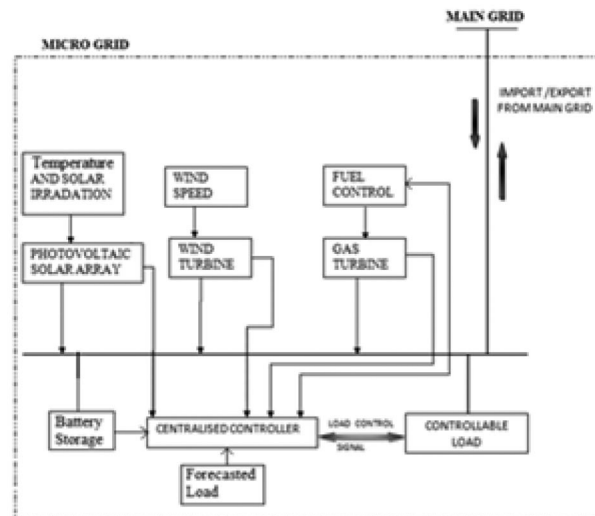 MAIN GRID
MICRO GRID
IMPORT/EXPORT
FROM MAIN GRID
Temperature
AND SOLAR
IRRADIATION
WIND
SPEED
FUEL
CONTROL
PHOTOVOLTAIC
SOLAR ARRAY
WIND
TURBINE
GAS
TURBINE
Battery
Storage
CENTRALISED CONTROLLER
LOAD CONTROL
SIGNAL
CONTROLLABLE
LOAD
Forecasted
Load